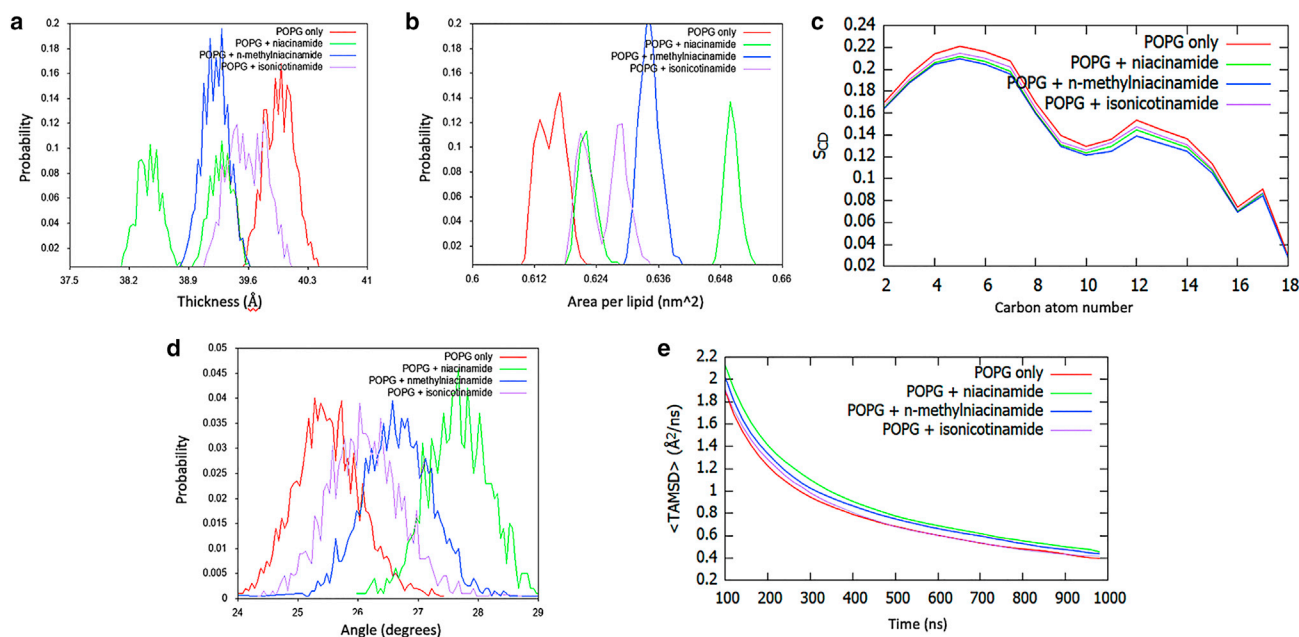 a
0.2
0.18
0.16
0.14
0.12
0.1
0.08
0.06
0.04
0.02
Probability
POPG only
POPG + niacinamide
POPG + n-methylniacinamide
POPG + isonicotinamide
37.5 38.2 38.9 39.6 40.3 41
Thickness (Å)
b
0.2
0.18
0.16
0.14
0.12
0.1
0.08
0.06
0.04
0.02
Probability
POPG only
POPG + niacinamide
POPG + nmethylniacinamide
POPG + isonicotinamide
0.6 0.612 0.624 0.636 0.648 0.66
Area per lipid (nm^2)
c
0.24
0.22
0.20
0.18
0.16
0.14
0.12
0.10
0.08
0.06
0.04
0.02
SCD
POPG only
POPG + niacinamide
POPG + n-methylniacinamide
POPG + isonicotinamide
2 4 6 8 10 12 14 16 18
Carbon atom number
d
0.05
0.045
0.04
0.035
0.03
0.025
0.02
0.015
0.01
0.005
0
Probability
POPG only
POPG + niacinamide
POPG + nmethylniacinamide
POPG + isonicotinamide
24 25 26 27 28 29
Angle (degrees)
e
2.2
2
1.8
1.6
1.4
1.2
1
0.8
0.6
0.4
0.2
<TAMSD> (Å²/ns)
POPG only
POPG + niacinamide
POPG + n-methylniacinamide
POPG + isonicotinamide
100 200 300 400 500 600 700 800 900 1000
Time (ns)